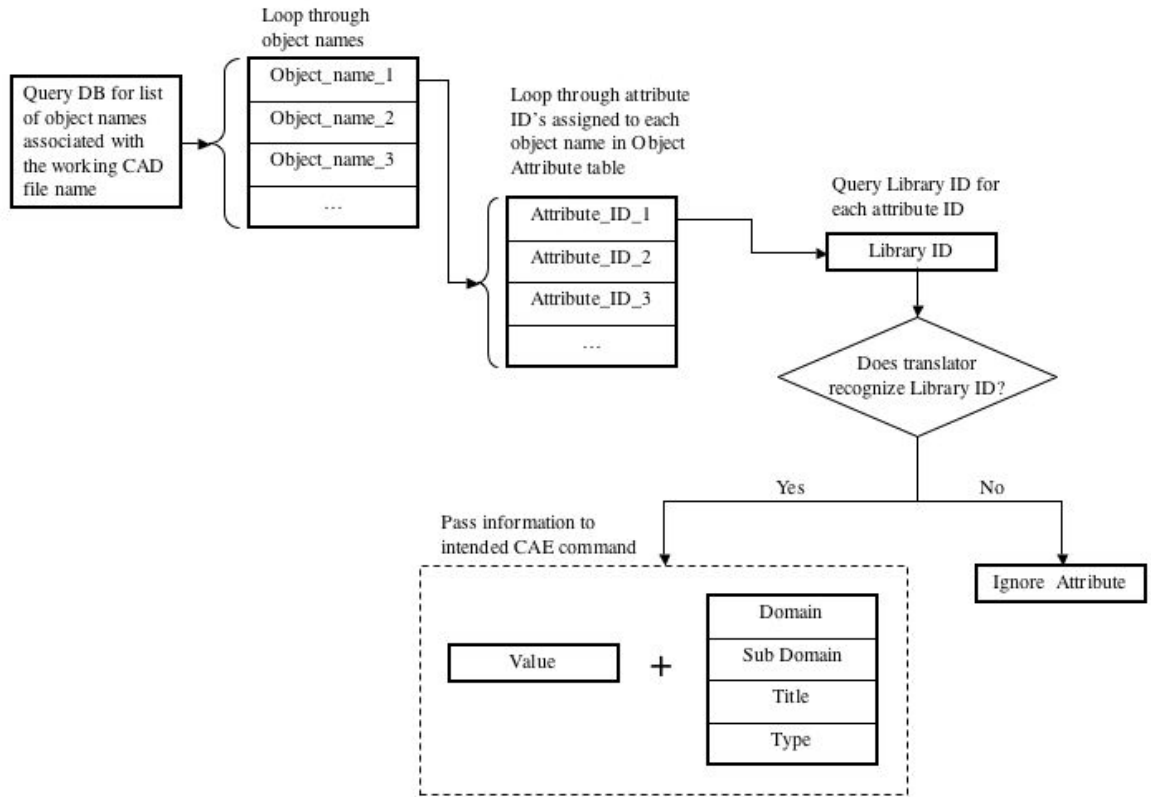 Query DB for list
of object names
associated with
the working CAD
file name
Loop through
object names
Object_name_1
Object_name_2
Object_name_3
...
Loop through attribute
ID’s assigned to each
object name in Object
Attribute table
Attribute_ID_1
Attribute_ID_2
Attribute_ID_3
...
Query Library ID for
each attribute ID
Library ID
Does translator
recognize Library ID?
Yes
No
Pass information to
intended CAE command
Value
+
Domain
Sub Domain
Title
Type
Ignore Attribute